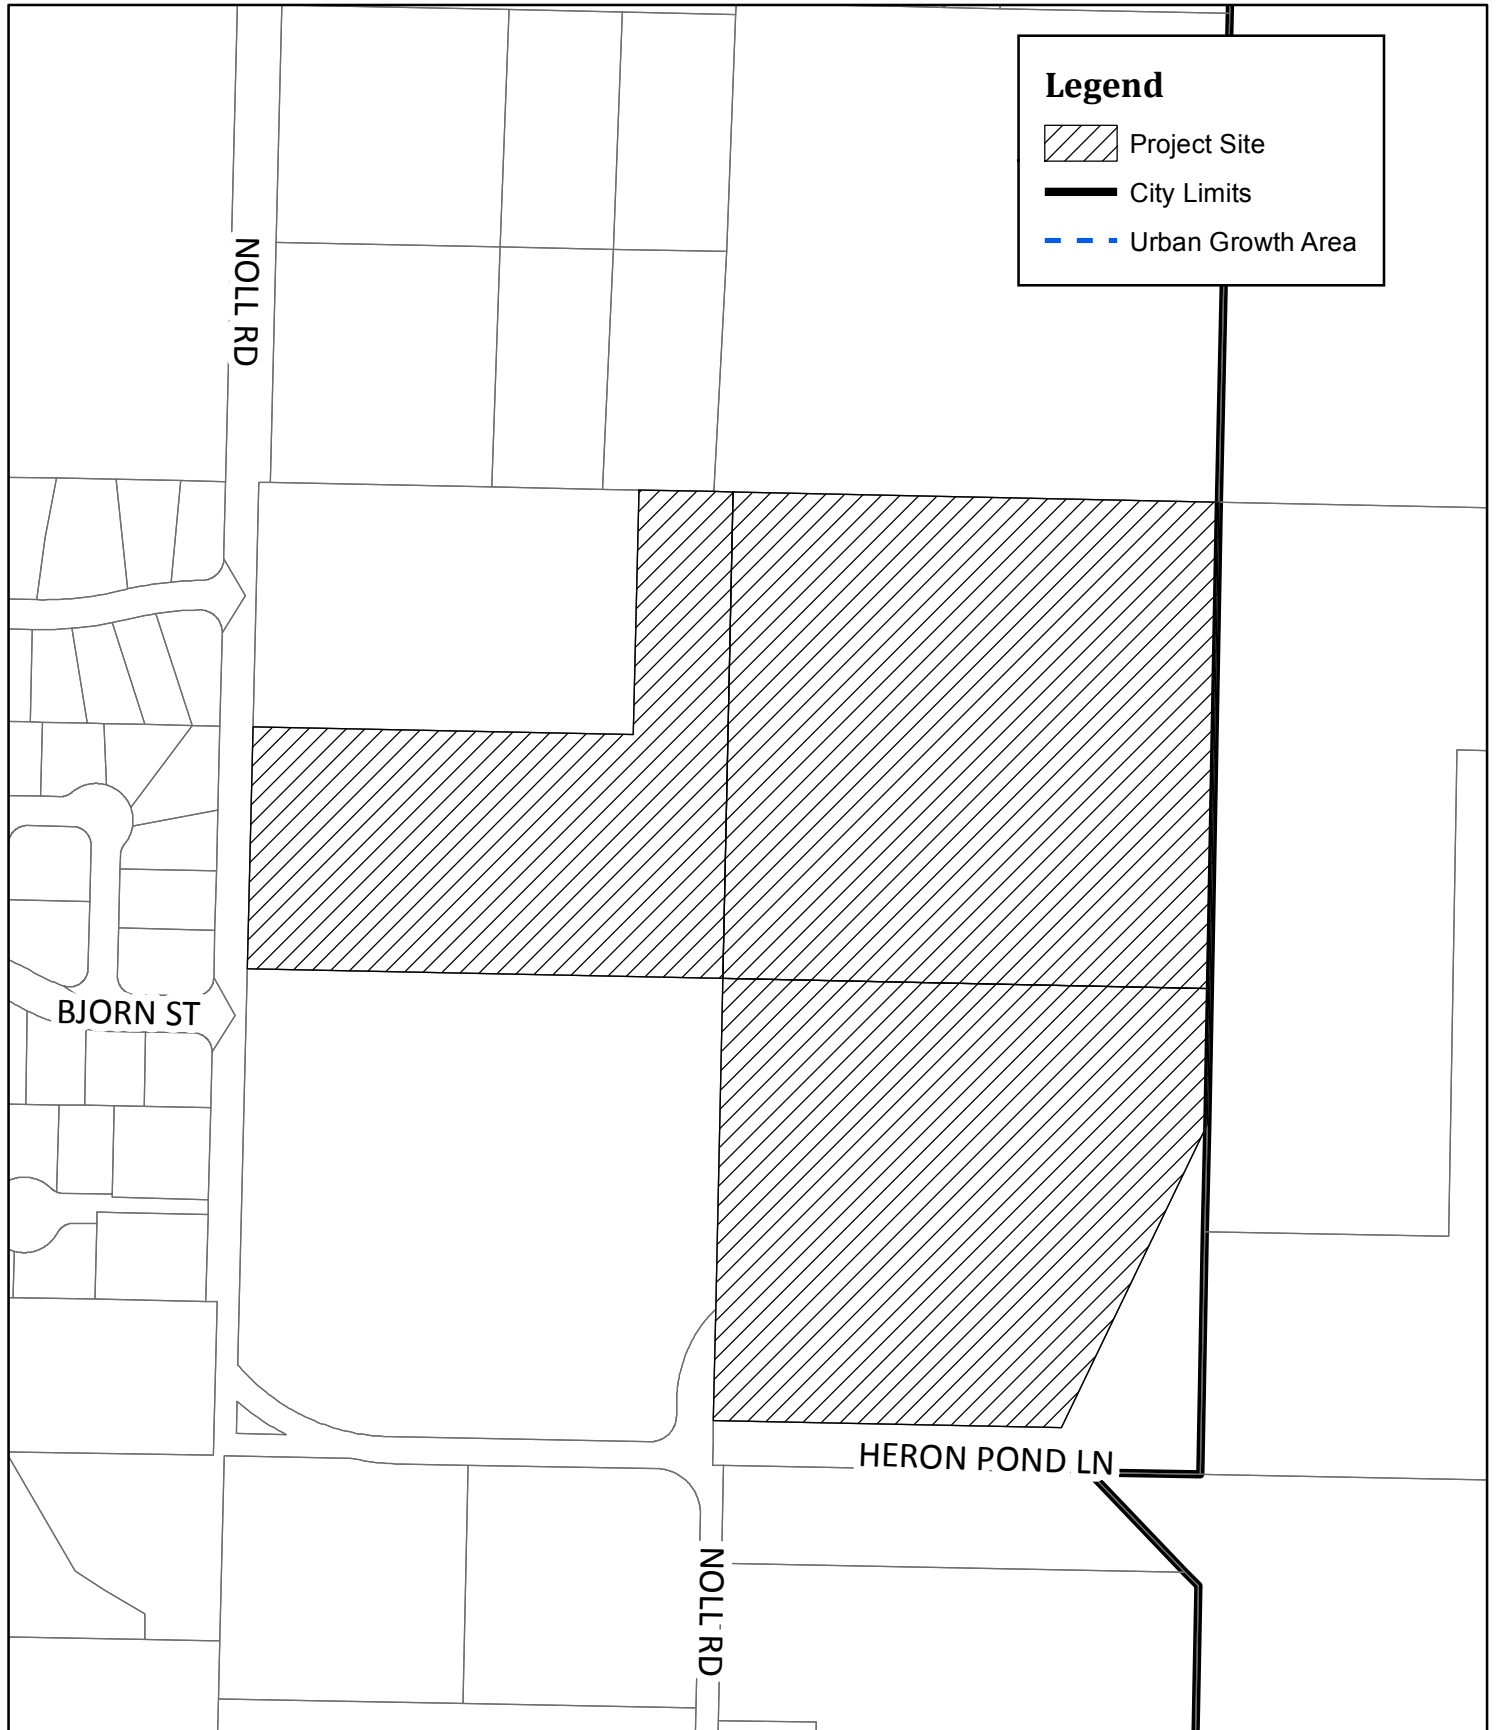 Legend
Project Site
City Limits
Urban Growth Area
NOLL RD
BJORN ST
HERON POND LN
NOLL RD